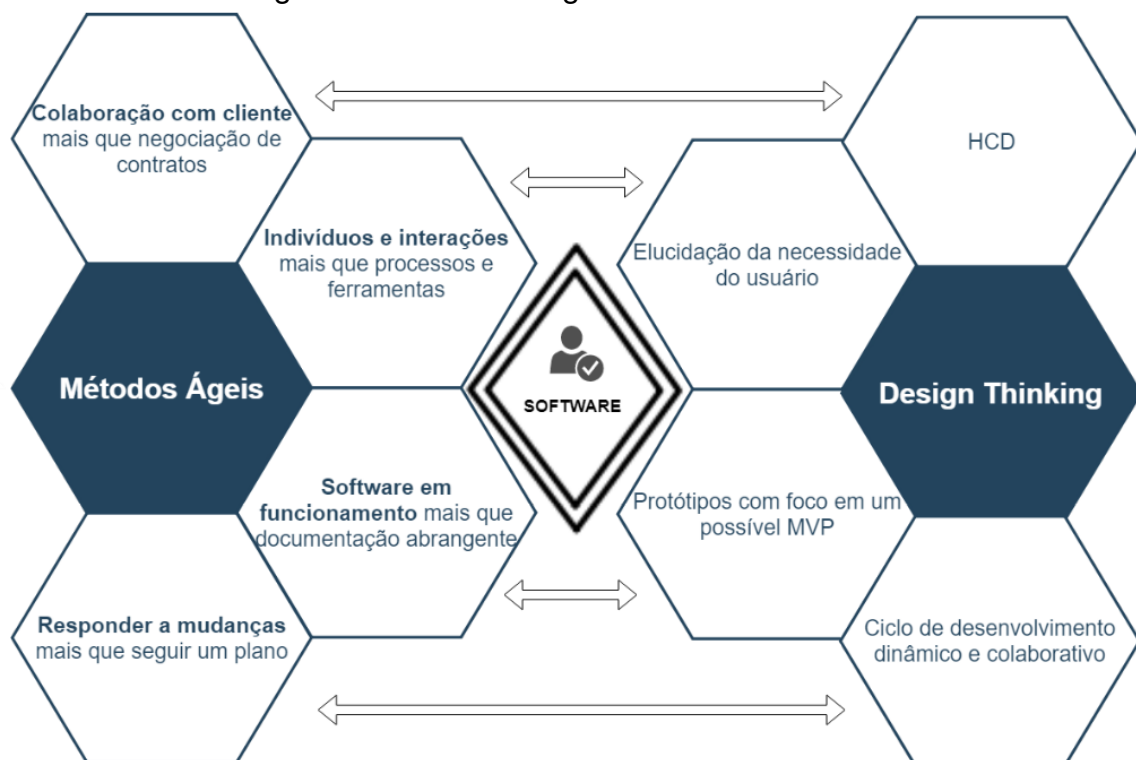 Colaboração com cliente
mais que negociação de
contratos
HCD
Indivíduos e interações
mais que processos e
ferramentas
Elucidação da necessidade
do usuário
Métodos Ágeis
SOFTWARE
Design Thinking
Software em
funcionamento mais que
documentação abrangente
Protótipos com foco em um
possível MVP
Responder a mudanças
mais que seguir um plano
Ciclo de desenvolvimento
dinâmico e colaborativo